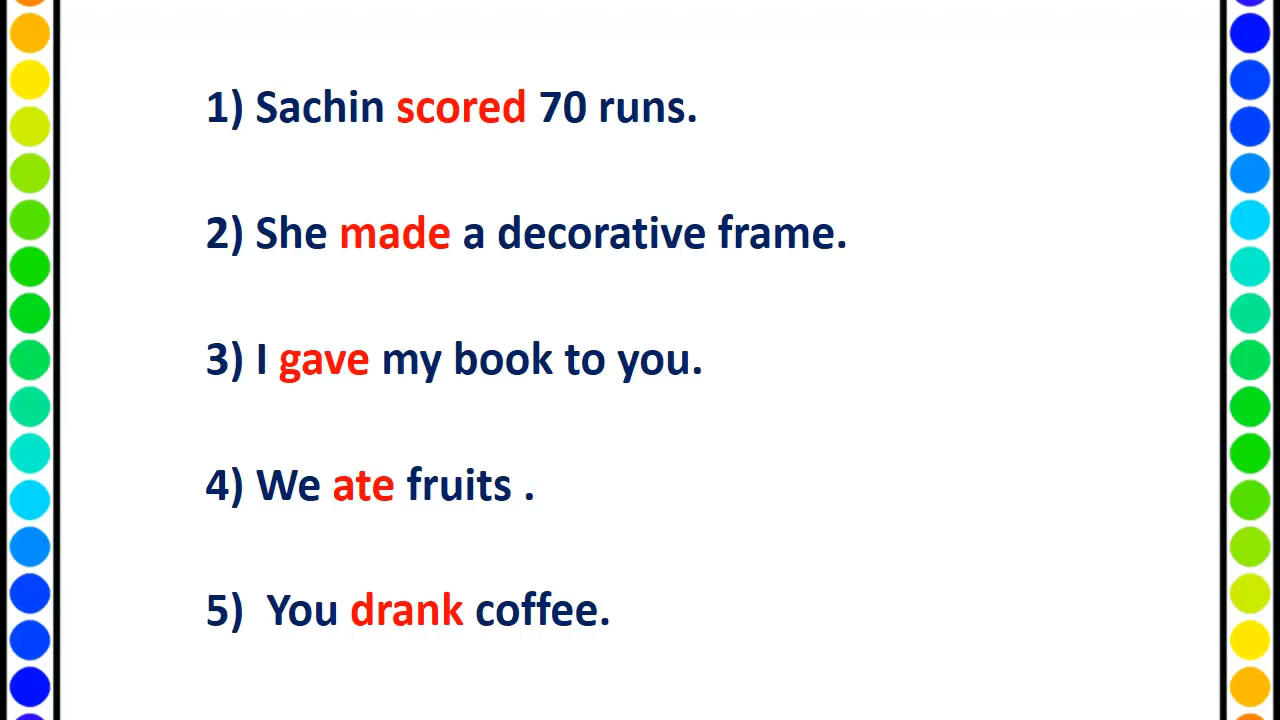 1) Sachin scored 70 runs.
2) She made a decorative frame.
3) I gave my book to you.
4) We ate fruits .
5)  You drank coffee.